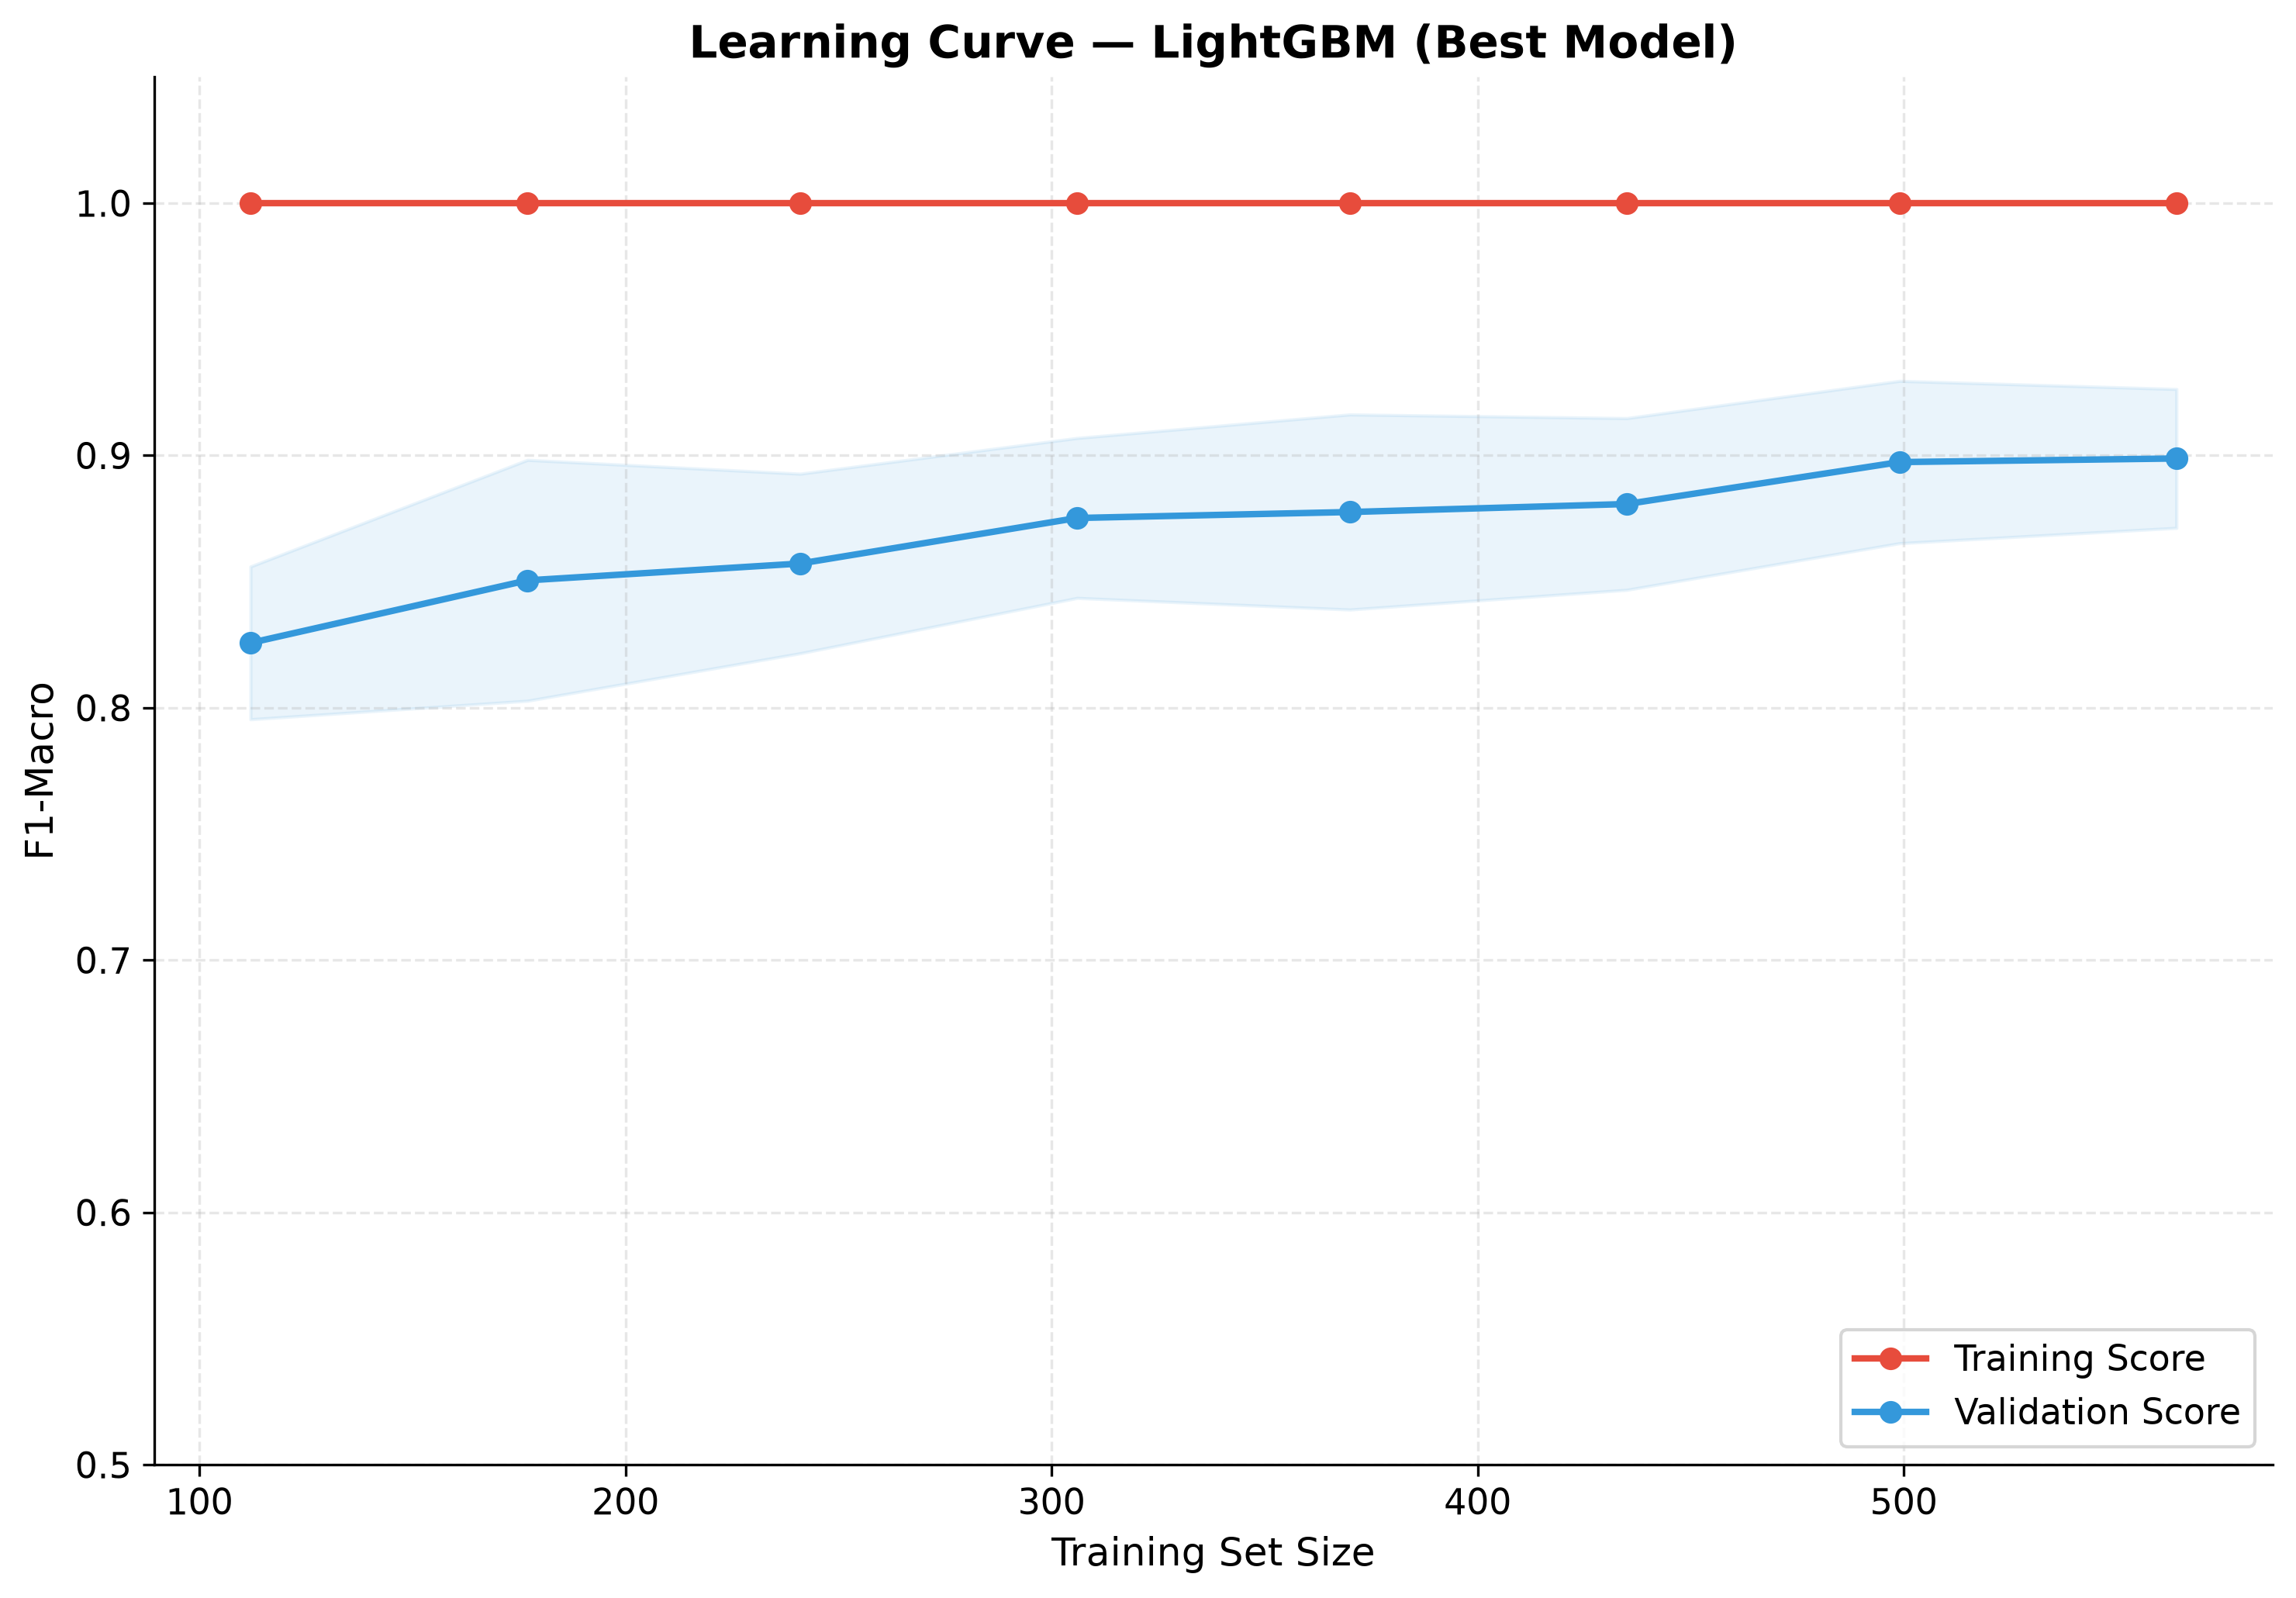 Learning Curve — LightGBM (Best Model)
1.0
0.9
0.8
0.7
0.6
0.5
F1-Macro
100 200 300 400 500
Training Set Size
Training Score
Validation Score